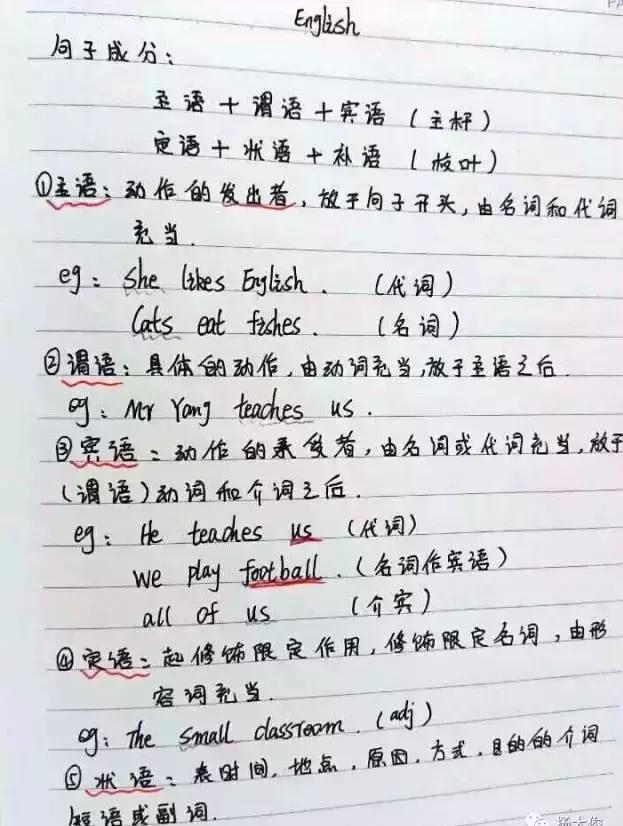 English
句子成分：
主语＋谓语＋宾语（主杆）
定语＋状语＋补语（枝叶）
①主语：动作的发出者，放于句子开头，由名词和代词
充当.
eg：She likes English. （代词）
Cats eat fishes. （名词）
②谓语：具体的动作，由动词充当，放于主语之后.
eg：Mr Yang teaches us.
③宾语：动作的承受者，由名词或代词充当，放于
（谓语）动词和介词之后.
eg：He teaches us （代词）
we play football.（名词作宾语）
all of us （介宾）
④定语：起修饰限定作用，修饰限定名词，由形
容词充当.
eg：The small classroom.（adj）
⑤状语：表时间，地点，原因，方式，目的的介词
短语或副词.